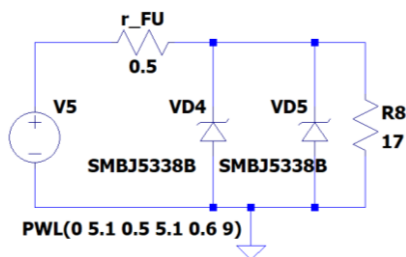 r_FU
0.5
V5
VD4
VD5
R8
17
SMBJ5338B
SMBJ5338B
PWL(0 5.1 0.5 5.1 0.6 9)